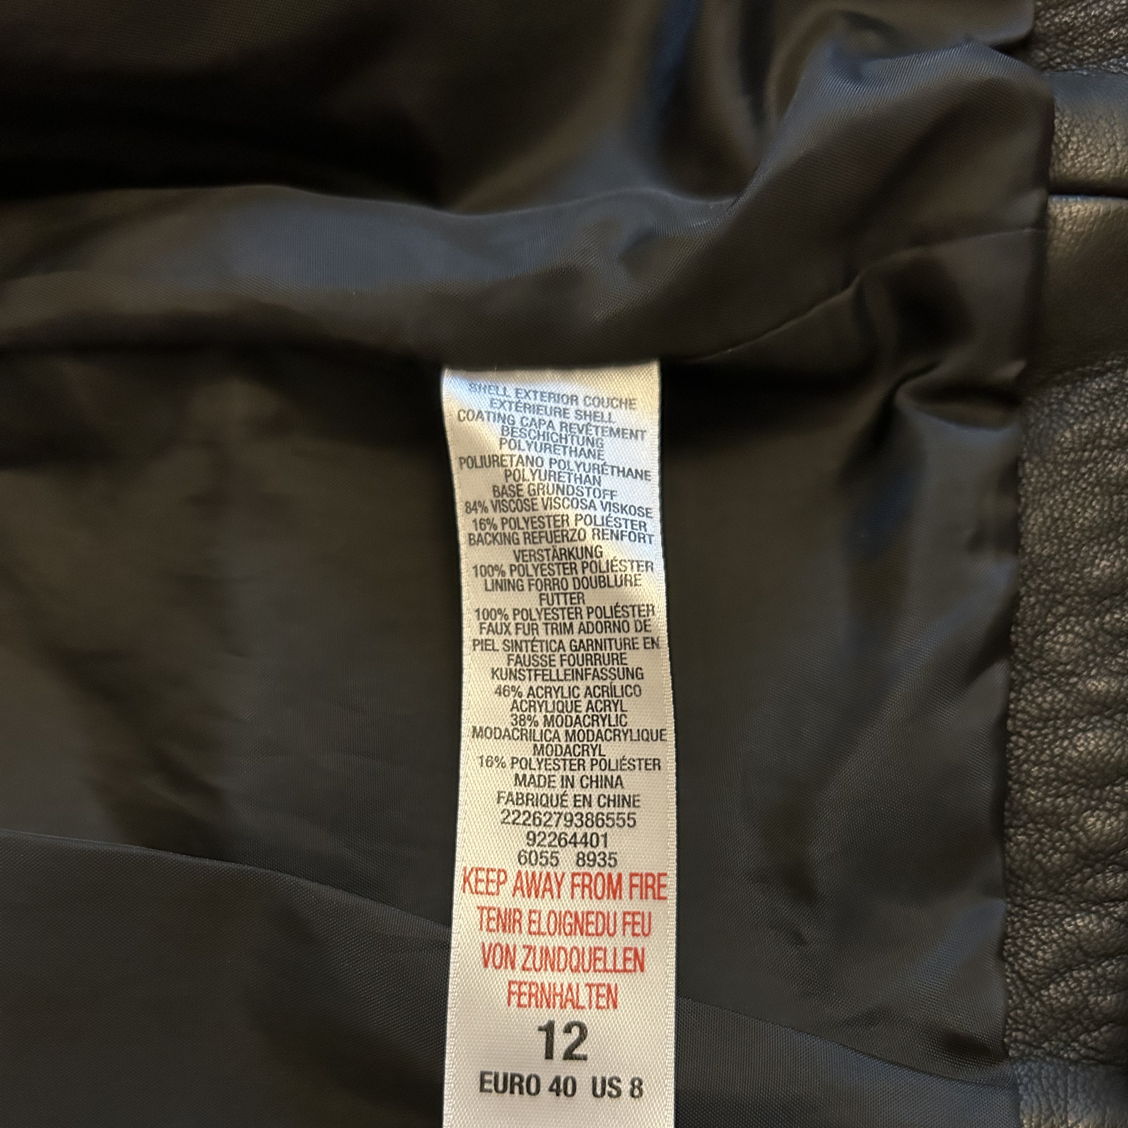 SHELL EXTERIOR COUCHE
EXTÉRIEURE SHELL
COATING CAPA REVÊTEMENT
BESCHICHTUNG
POLYURETHANE
POLIURETANO POLYURÉTHANE
POLYURETHAN
BASE GRUNDSTOFF
84% VISCOSE VISCOSA VISKOSE
16% POLYESTER POLIÉSTER
BACKING REFUERZO RENFORT
VERSTÄRKUNG
100% POLYESTER POLIÉSTER
LINING FORRO DOUBLURE
FUTTER
100% POLYESTER POLIÉSTER
FAUX FUR TRIM ADORNO DE
PIEL SINTÉTICA GARNITURE EN
FAUSSE FOURRURE
KUNSTFELLEINFASSUNG
46% ACRYLIC ACRÍLICO
ACRYLIQUE ACRYL
38% MODACRYLIC
MODACRILICA MODACRYLIQUE
MODACRYL
16% POLYESTER POLIÉSTER
MADE IN CHINA
FABRIQUÉ EN CHINE
2226279386555
92264401
6055 8935
KEEP AWAY FROM FIRE
TENIR ELOIGNEDU FEU
VON ZUNDQUELLEN
FERNHALTEN
12
EURO 40 US 8